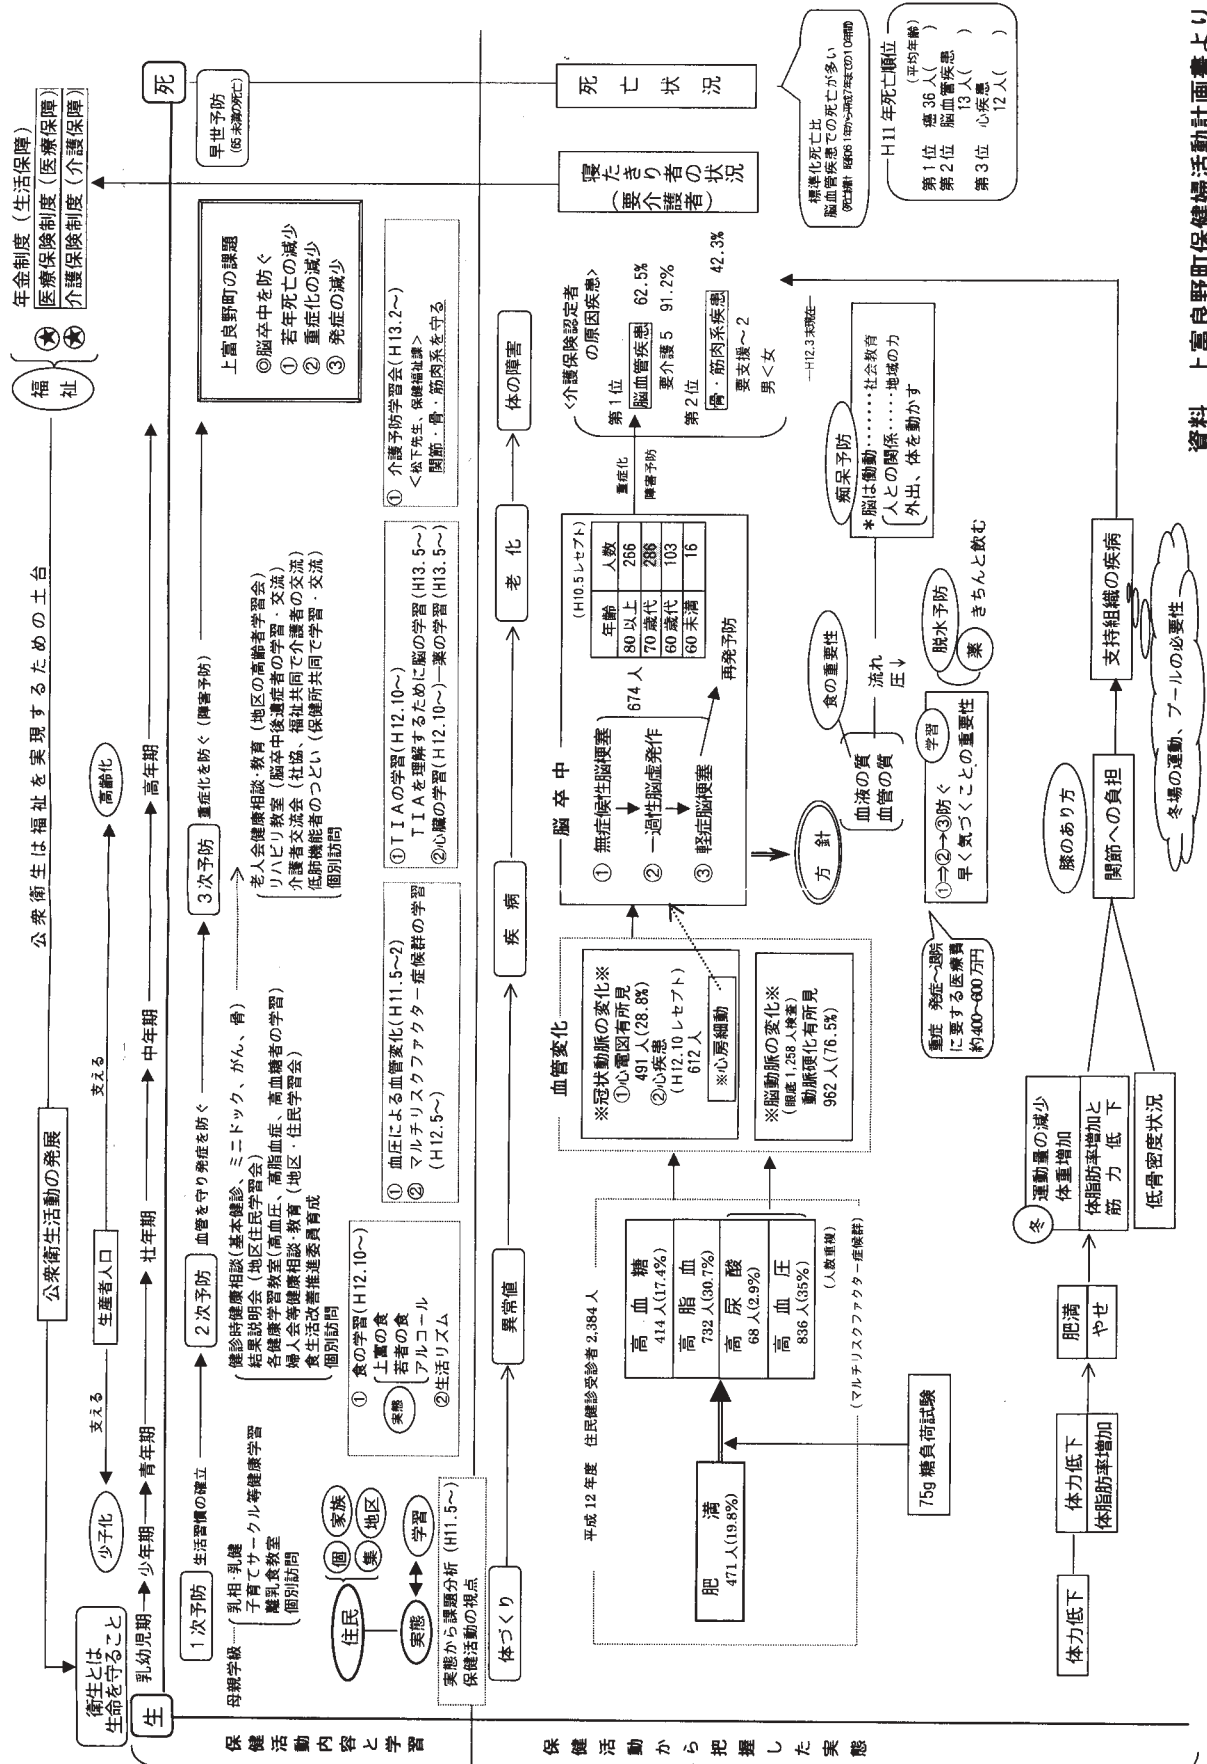 公衆衛生は福祉を実現するための土台
公衆衛生活動の発展
福祉
年金制度（生活保障）
★医療保険制度（医療保障）
★介護保険制度（介護保障）
衛生とは
生命を守ること
少子化
支える
生産者人口
支える
高齢化
乳幼児期
少年期
青年期
壮年期
中年期
高年期
生
死
早世予防
（65未満の死亡）
保健活動内容と学習
1次予防
生活習慣の確立
2次予防
血管を守り発症を防ぐ
3次予防
重症化を防ぐ（障害予防）
母親学級
乳相・乳健
子育てサークル等健康学習
離乳食教室
個別訪問
健診時健康相談（基本健診、ミニドック、がん、骨）
結果説明会（地区住民学習会）
各健康学習教室（高血圧、高脂血症、高血糖者の学習）
婦人会等健康相談・教育（地区・住民学習会）
食生活改善推進委員育成
個別訪問
老人会健康相談・教育（地区の高齢者学習会）
リハビリ教室（脳卒中後遺症者の学習・交流）
介護者交流会（社協、福祉共同で介護者の交流）
低肺機能者のつどい（保健所共同で学習・交流）
個別訪問
上富良野町の課題
◎脳卒中を防ぐ
① 若年死亡の減少
② 重症化の減少
③ 発症の減少
住民
個
家族
集
地区
実態
学習
実態から課題分析（H11.5～）
保健活動の視点
① 食の学習（H12.10～）
実態
上富の食
若者の食
アルコール
②生活リズム
① 血圧による血管変化（H11.5～2）
② マルチリスクファクター症候群の学習
（H12.5～）
①ＴＩＡの学習（H12.10～）
ＴＩＡを理解するために脳の学習（H13.5～）
②心臓の学習（H12.10～）―薬の学習（H13.5～）
① 介護予防学習会（H13.2～）
＜松下先生、保健福祉課＞
関節・骨・筋肉系を守る
保健活動から把握した実態
体づくり
異常値
疾病
老化
体の障害
寝たきり者の状況
（要介護者）
死亡状況
平成12年度 住民健診受診者2,384人
肥満
471人(19.8%)
75g糖負荷試験
高血糖
414人(17.4%)
高脂血
732人(30.7%)
高尿酸
68人(2.9%)
高血圧
836人(35%)
（人数重複）
（マルチリスクファクター症候群）
血管変化
※冠状動脈の変化※
①心電図有所見
491人(28.8%)
②心疾患
（H12.10レセプト）
612人
※心房細動
※脳動脈の変化※
（眼底1,258人検査）
動脈硬化有所見
962人(76.5%)
脳卒中
① 無症候性脳梗塞
② 一過性脳虚発作
③ 軽症脳梗塞
674人
（H10.5レセプト）
年齢 人数
80以上 266
70歳代 286
60歳代 103
60未満 16
再発予防
重症化
障害予防
＜介護保険認定者
の原因疾患＞
第1位
脳血管疾患 62.5%
要介護5 91.2%
第2位
骨・筋肉系疾患 42.3%
要支援～2
男＜女
―H12.3末現在―
標準化死亡比
脳血管疾患での死亡が多い
（死亡統計 昭和61年から平成7年までの10年間）
H11年死亡順位
（平均年齢）
第1位 癌36人（ ）
第2位 脳血管疾患
13人（ ）
第3位 心疾患
12人（ ）
方針
血液の質
血管の質
食の重要性
流れ
圧↓
痴呆予防
＊脳は働動‥‥‥社会教育
人との関係‥‥‥地域の力
外出、体を動かす
重症 発症～退院
に要する医療費
約400～600万円
学習
①⇒②→③防ぐ
早く気づくことの重要性
脱水予防
薬
きちんと飲む
体力低下
体力低下
体脂肪率増加
肥満
やせ
冬
運動量の減少
体重増加
体脂肪率増加と
筋力低下
低骨密度状況
膝のあり方
関節への負担
支持組織の疾病
冬場の運動、プールの必要性
資料 上富良野町保健婦活動計画書より